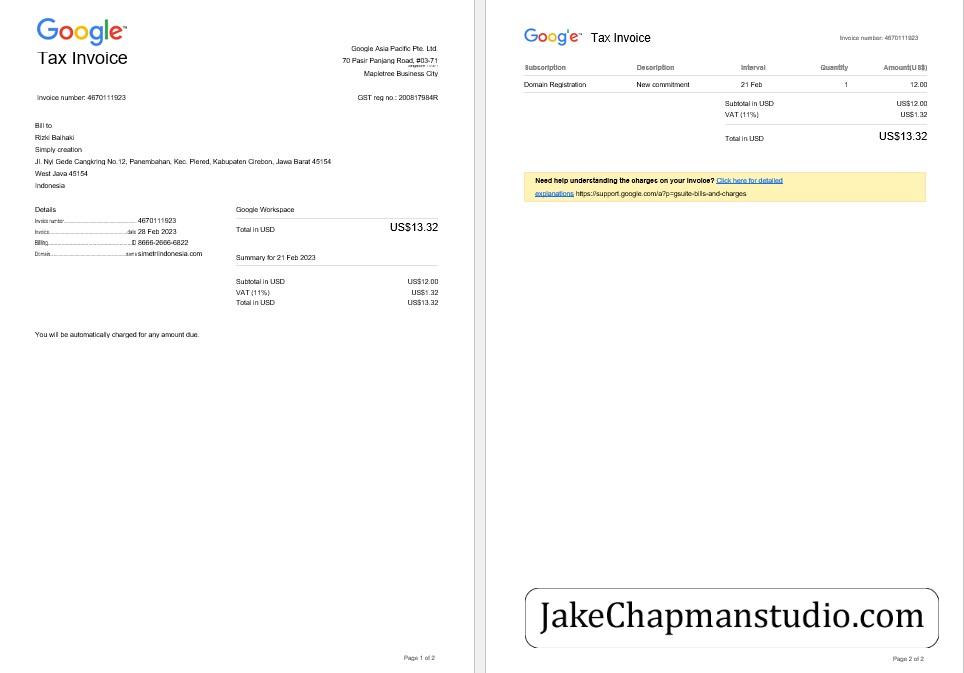 Google™
Tax Invoice
Google Asia Pacific Pte. Ltd.
70 Pasir Panjang Road, #03-71
Mapletree Business City
Invoice number: 4670111923
GST reg no.: 200817984R
Bill to
Rizki Baihaki
Simply creation
Jl. Nyi Gede Cangkring No.12, Panembahan, Kec. Plered, Kabupaten Cirebon, Jawa Barat 45154
West Java 45154
Indonesia
Details
Invoice number 4670111923
Invoice date 28 Feb 2023
Billing ID 8666-2666-6822
Domain name simetriindonesia.com
Google Workspace
Total in USD US$13.32
Summary for 21 Feb 2023
Subtotal in USD US$12.00
VAT (11%) US$1.32
Total in USD US$13.32
You will be automatically charged for any amount due.
Page 1 of 2
Google™ Tax Invoice
Invoice number: 4670111923
Subscription Description Interval Quantity Amount(US$)
Domain Registration New commitment 21 Feb 1 12.00
Subtotal in USD US$12.00
VAT (11%) US$1.32
Total in USD US$13.32
Need help understanding the charges on your invoice? Click here for detailed
explanations https://support.google.com/a?p=gsuite-bills-and-charges
JakeChapmanstudio.com
Page 2 of 2